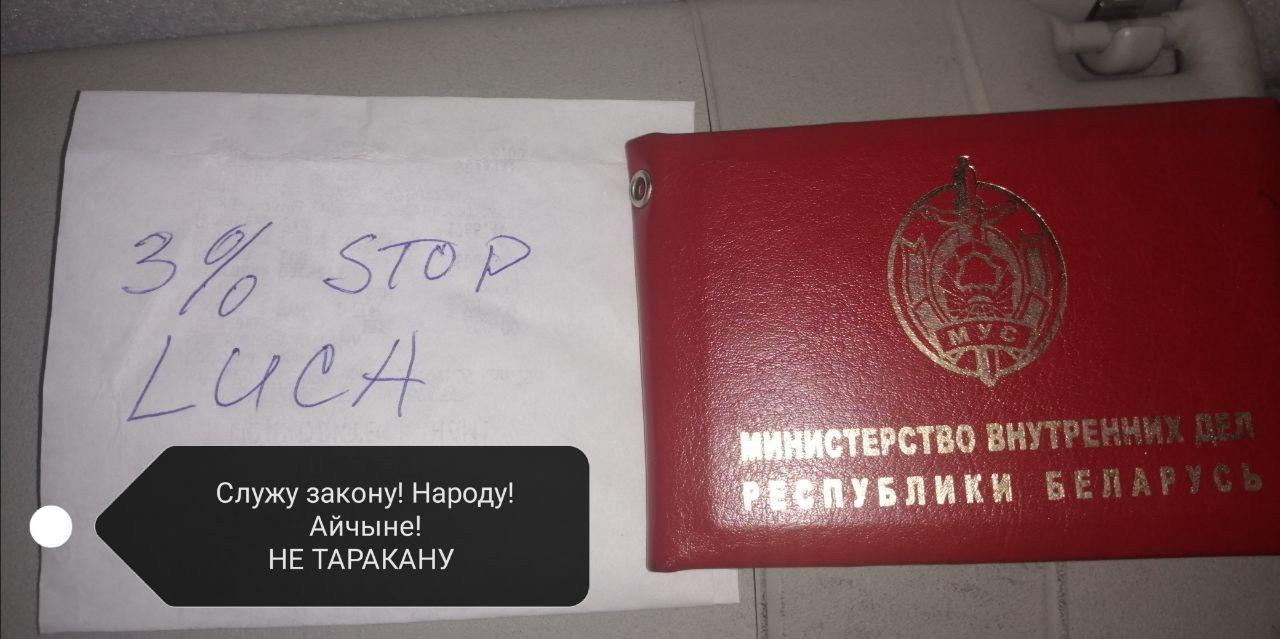 3% STOP
LUCA
Служу закону! Народу!
Айчыне!
НЕ ТАРАКАНУ
МУС
МИНИСТЕРСТВО ВНУТРЕННИХ ДЕЛ
РЕСПУБЛИКИ БЕЛАРУСЬ